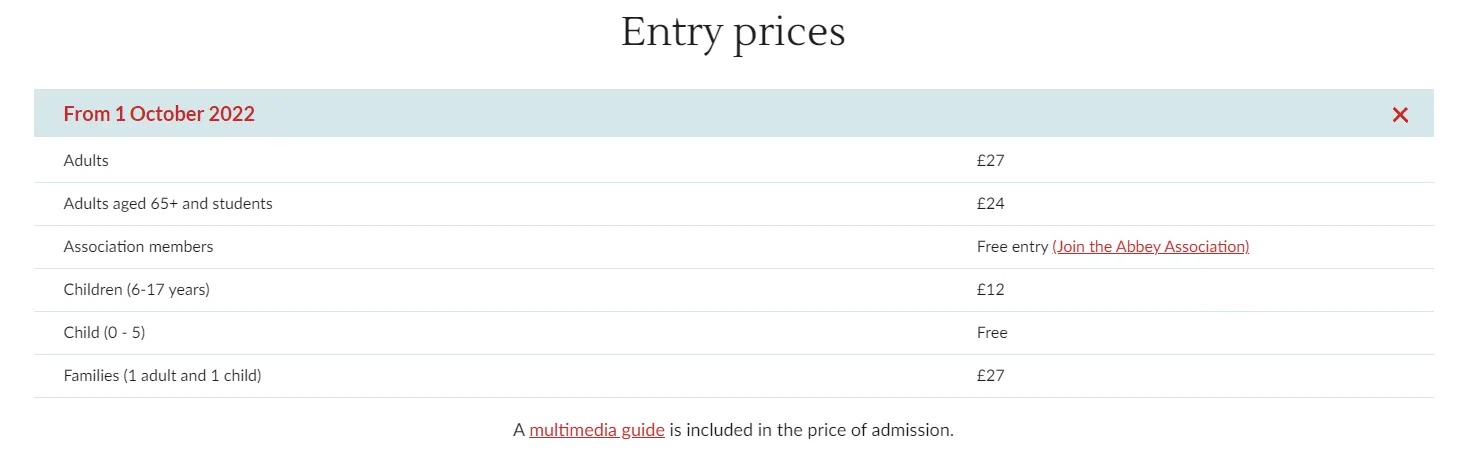 Entry prices
From 1 October 2022
Adults £27
Adults aged 65+ and students £24
Association members Free entry (Join the Abbey Association)
Children (6-17 years) £12
Child (0 - 5) Free
Families (1 adult and 1 child) £27
A multimedia guide is included in the price of admission.